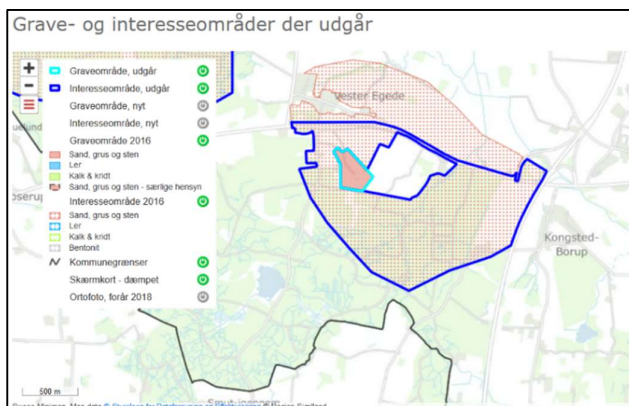 Grave- og interesseområder der udgår
Graveområde, udgår
Interesseområde, udgår
Graveområde, nyt
Interesseområde, nyt
Graveområde 2016
Sand, grus og sten
Ler
Kalk & kridt
Sand, grus og sten - særlige hensyn
Interesseområde 2016
Sand, grus og sten
Ler
Kalk & kridt
Bentonit
Kommunegrænser
Skærmkort - dæmpet
Ortofoto, forår 2018
Vester Egede
Kongsted-
Borup
500 m